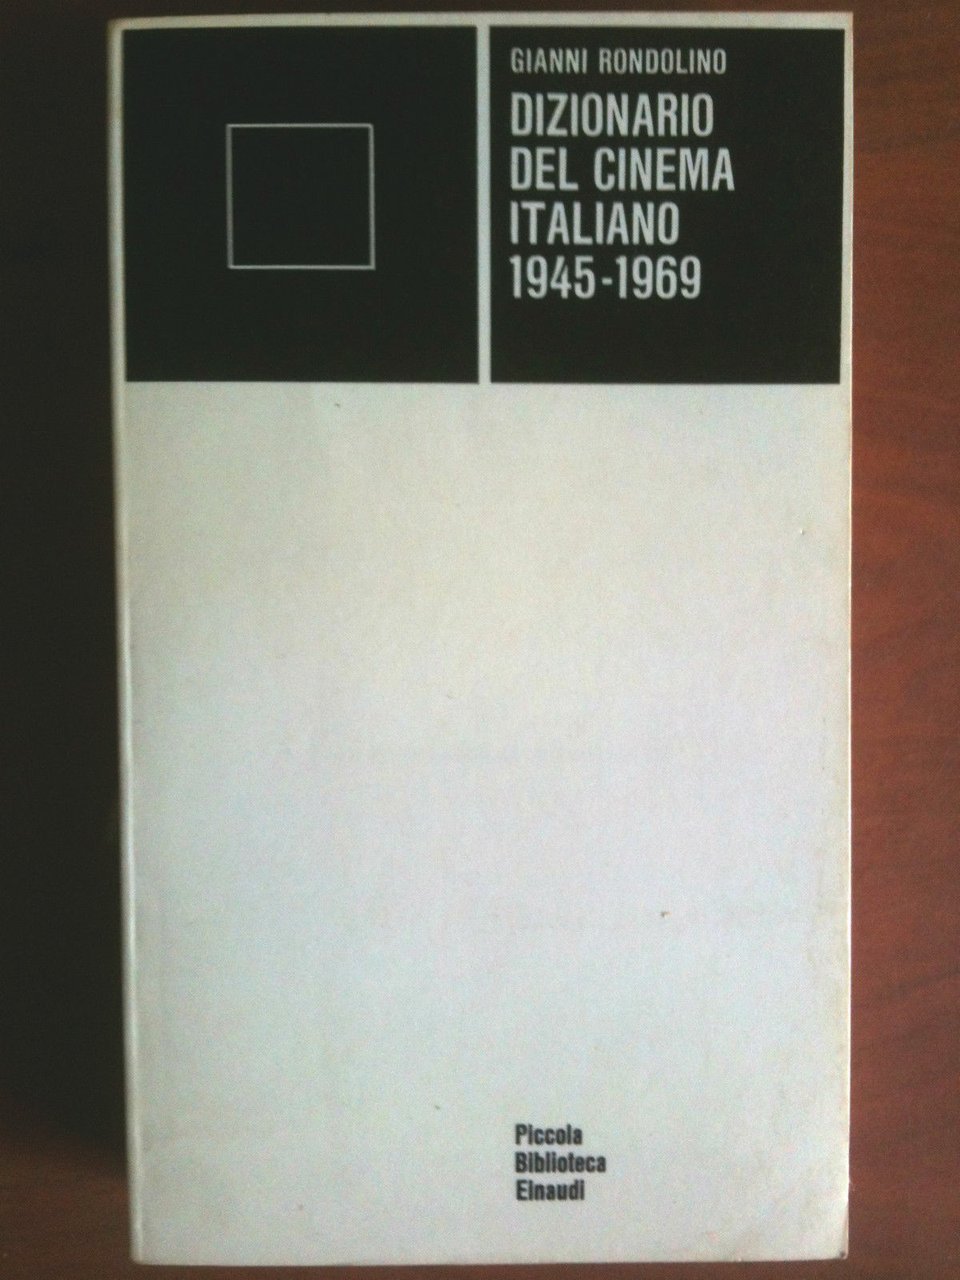 GIANNI RONDOLINO
DIZIONARIO
DEL CINEMA
ITALIANO
1945-1969
Piccola
Biblioteca
Einaudi